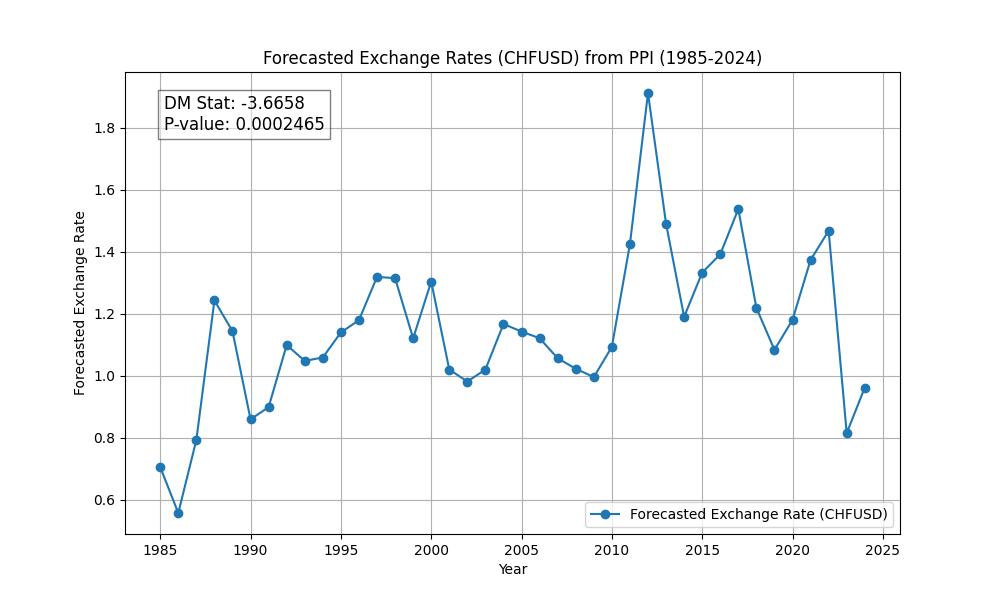 Forecasted Exchange Rates (CHFUSD) from PPI (1985-2024)
DM Stat: -3.6658
P-value: 0.0002465
Forecasted Exchange Rate
1.8
1.6
1.4
1.2
1.0
0.8
0.6
Forecasted Exchange Rate (CHFUSD)
1985 1990 1995 2000 2005 2010 2015 2020 2025
Year